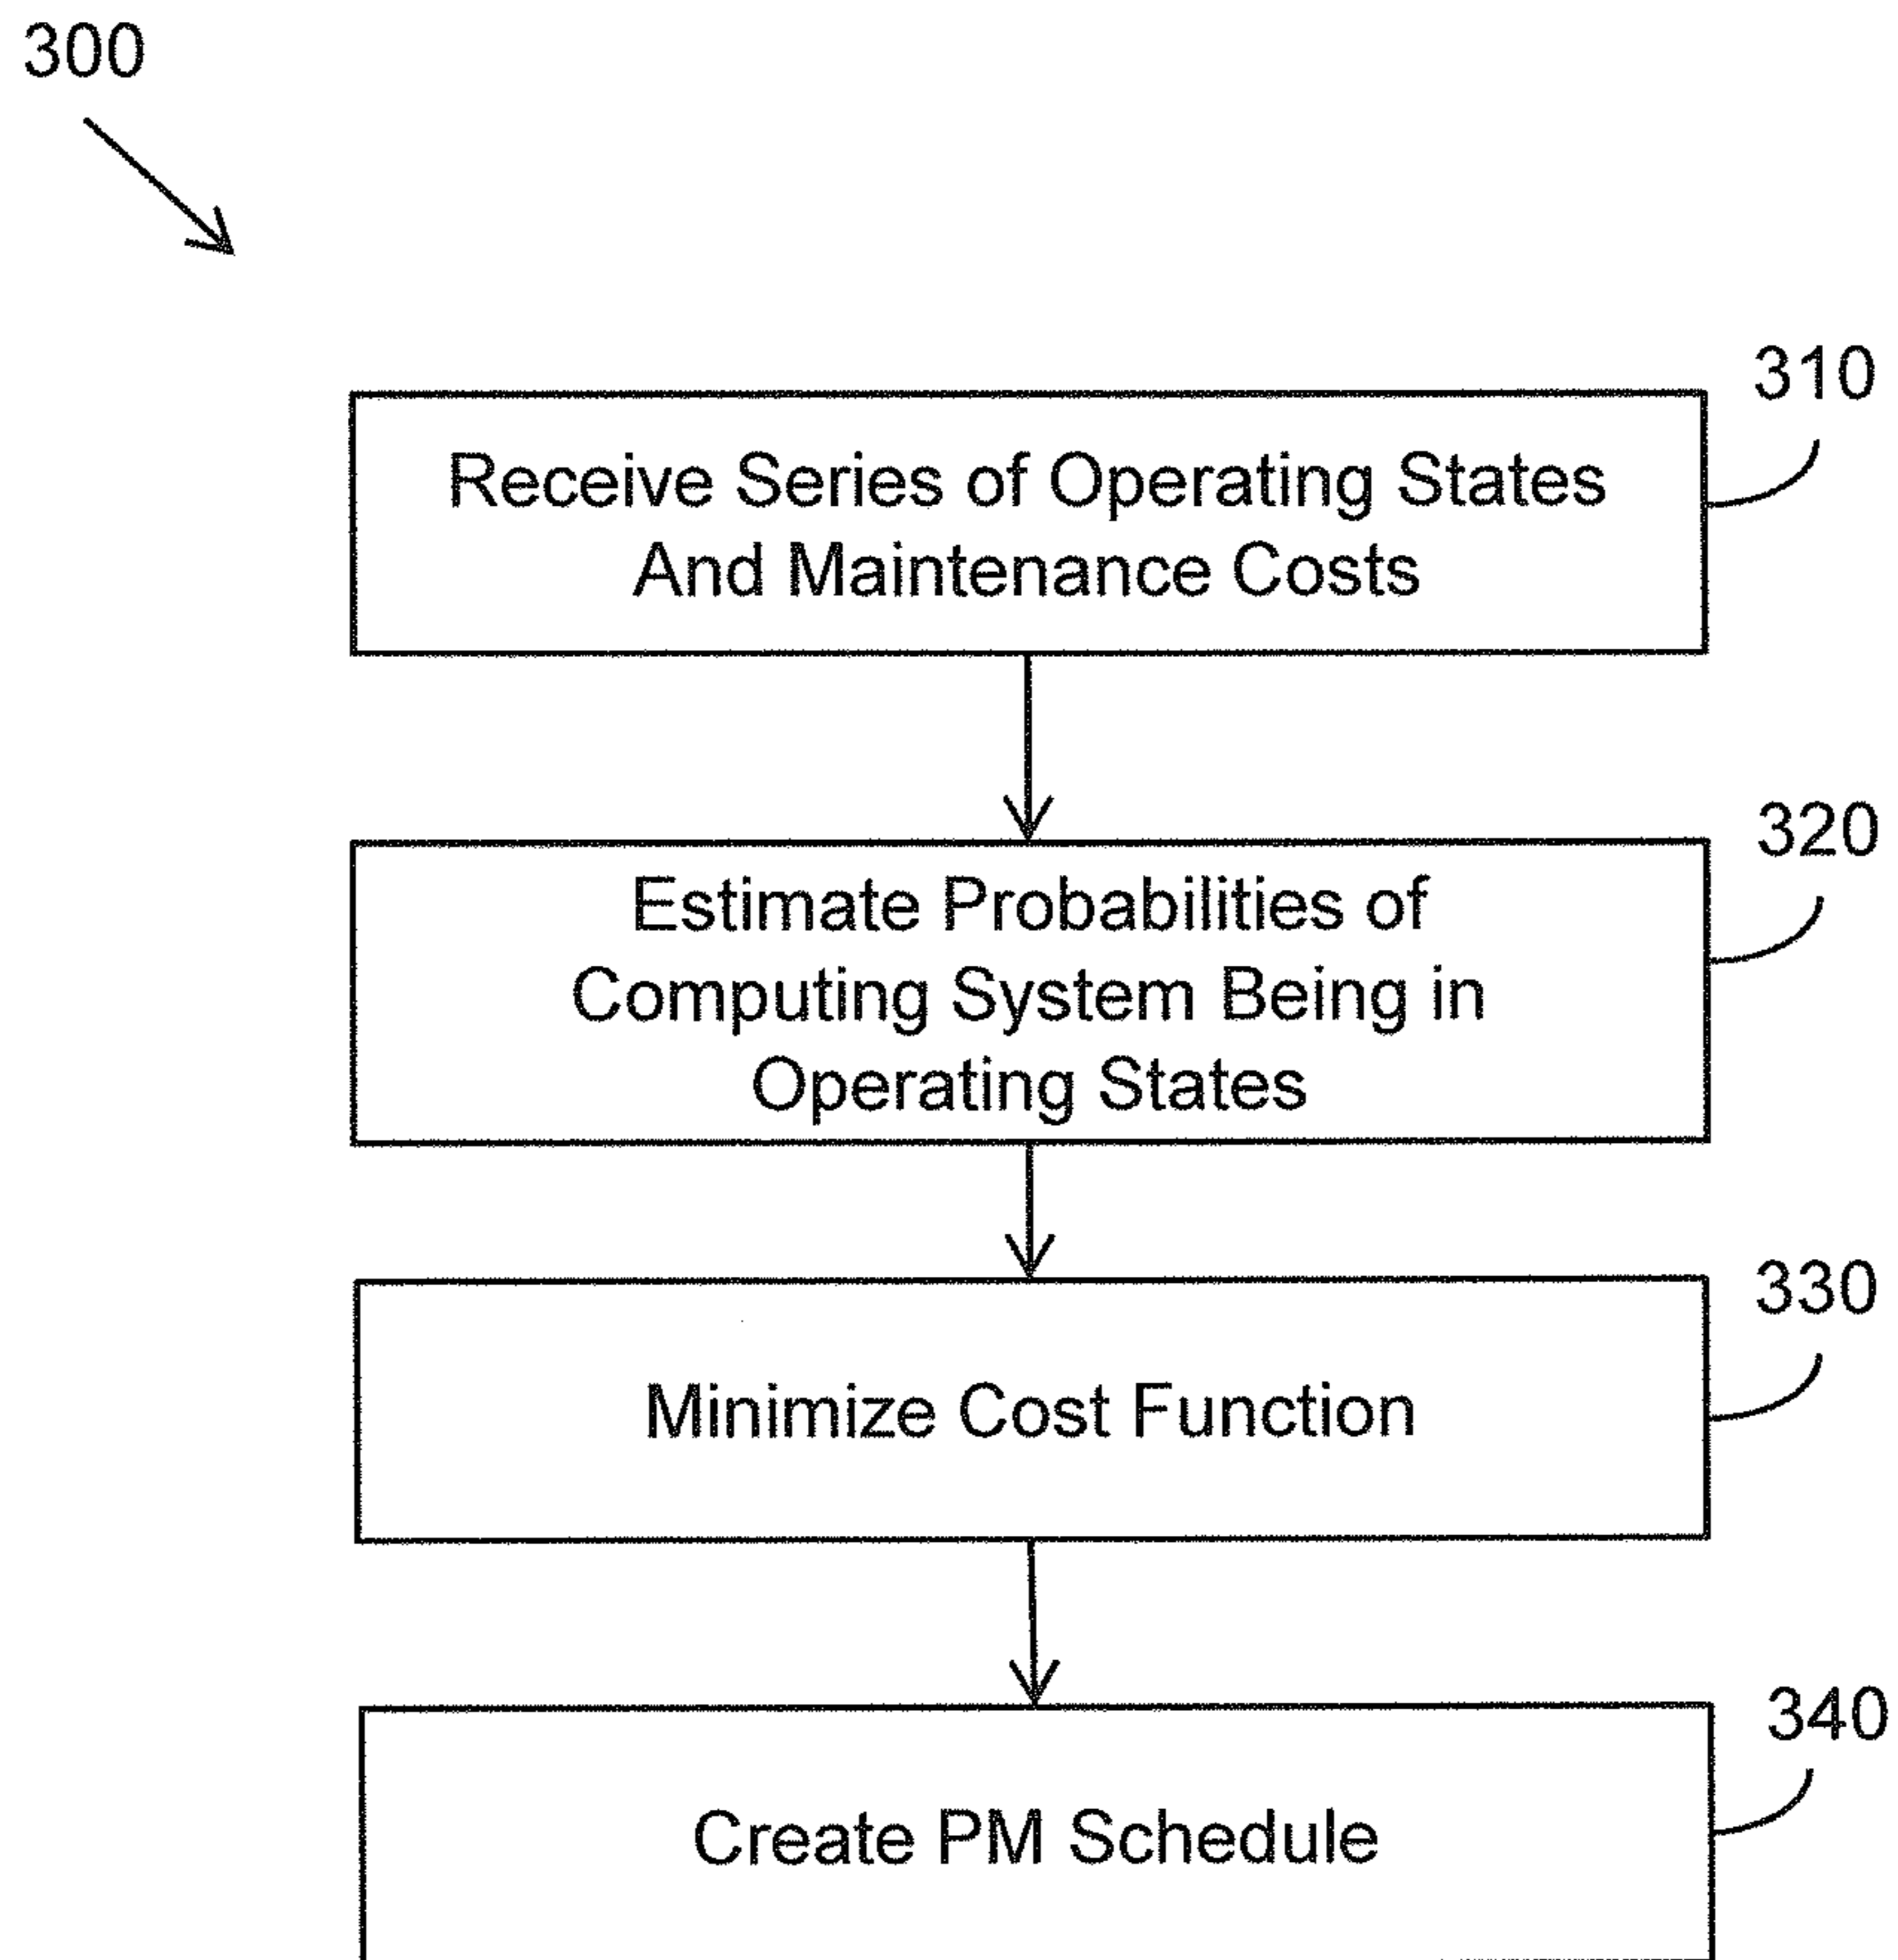 300
310
Receive Series of Operating States
And Maintenance Costs
320
Estimate Probabilities of
Computing System Being in
Operating States
330
Minimize Cost Function
340
Create PM Schedule